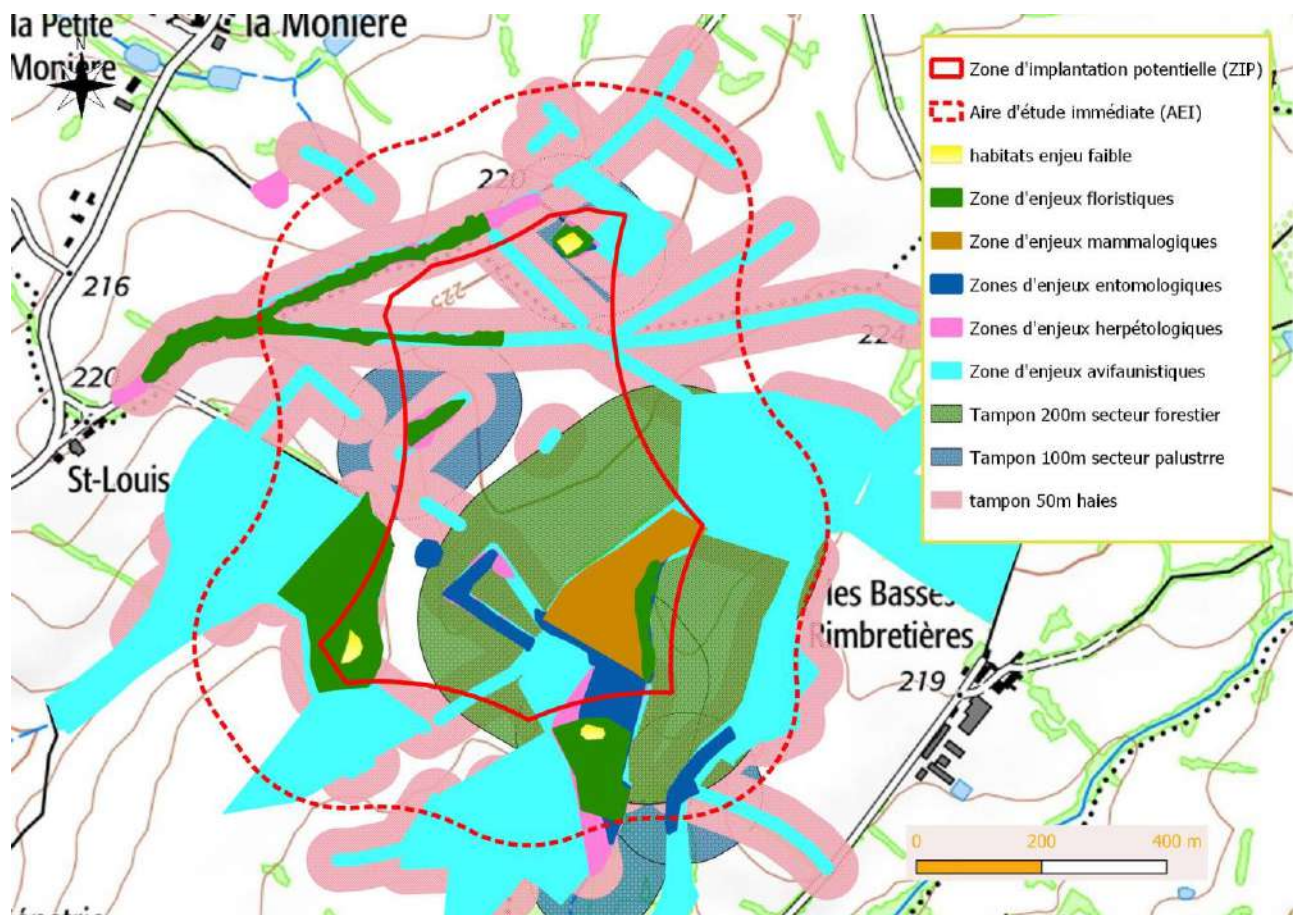 la Petite
Monière
la Monière
N
Zone d'implantation potentielle (ZIP)
Aire d'étude immédiate (AEI)
habitats enjeu faible
Zone d'enjeux floristiques
Zone d'enjeux mammalogiques
Zones d'enjeux entomologiques
Zones d'enjeux herpétologiques
Zone d'enjeux avifaunistiques
Tampon 200m secteur forestier
Tampon 100m secteur palustrre
tampon 50m haies
220
216
225
224
220
St-Louis
les Basses
Rimbretières
219
0 200 400 m